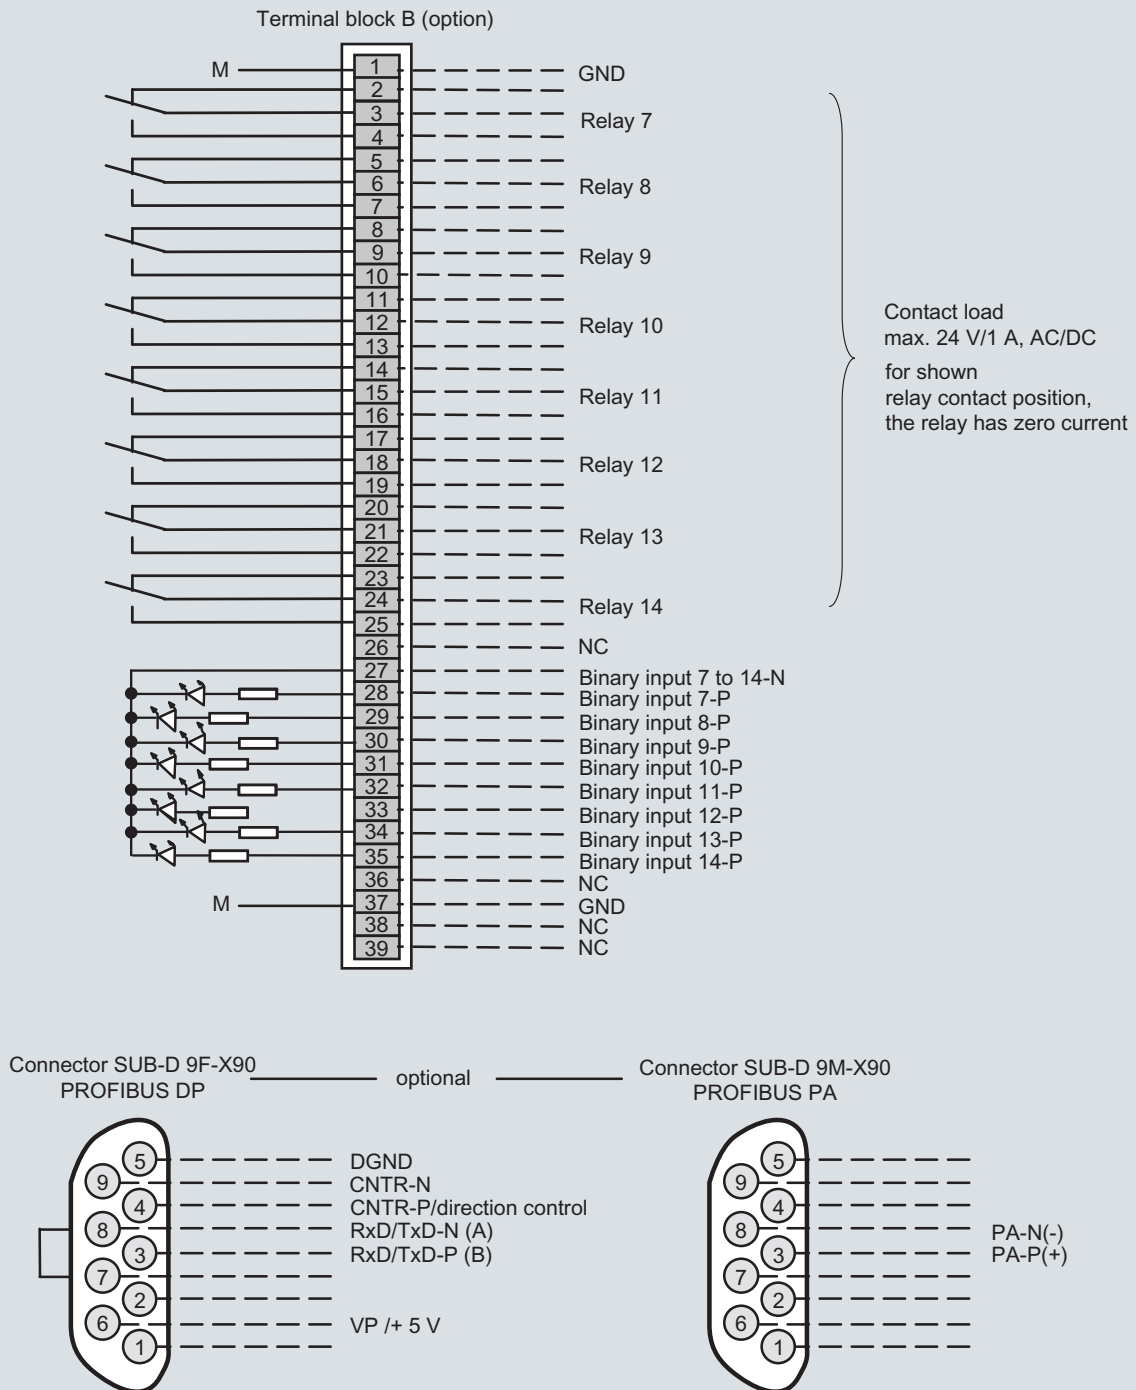 Terminal block B (option)
M 1 GND
2
3 Relay 7
4
5
6 Relay 8
7
8
9 Relay 9
10
11
12 Relay 10
13
14
15 Relay 11
16
17
18 Relay 12
19
20
21 Relay 13
22
23
24 Relay 14
25
Contact load
max. 24 V/1 A, AC/DC
for shown
relay contact position,
the relay has zero current
26 NC
27 Binary input 7 to 14-N
28 Binary input 7-P
29 Binary input 8-P
30 Binary input 9-P
31 Binary input 10-P
32 Binary input 11-P
33 Binary input 12-P
34 Binary input 13-P
35 Binary input 14-P
36 NC
M 37 GND
38 NC
39 NC
Connector SUB-D 9F-X90
PROFIBUS DP
optional
Connector SUB-D 9M-X90
PROFIBUS PA
5 DGND
9 CNTR-N
4 CNTR-P/direction control
8 RxD/TxD-N (A)
3 RxD/TxD-P (B)
7
2
6 VP /+ 5 V
1
5
9
4
8 PA-N(-)
3 PA-P(+)
7
2
6
1